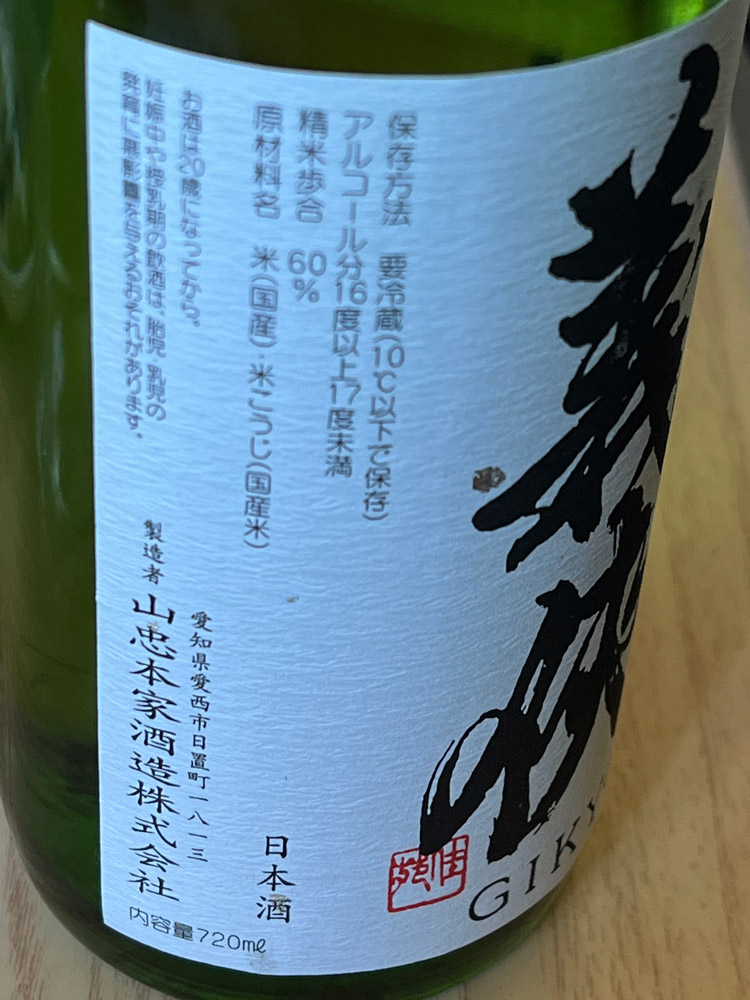 義侠
GIKY
保存方法 要冷蔵(10℃以下で保存)
アルコール分16度以上17度未満
精米歩合 60%
原材料名 米(国産)・米こうじ(国産米)
お酒は20歳になってから。
妊娠中や授乳期の飲酒は、胎児・乳児の
発育に悪影響を与えるおそれがあります。
日本酒
愛知県愛西市日置町一八一三
製造者 山忠本家酒造株式会社
内容量720mℓ